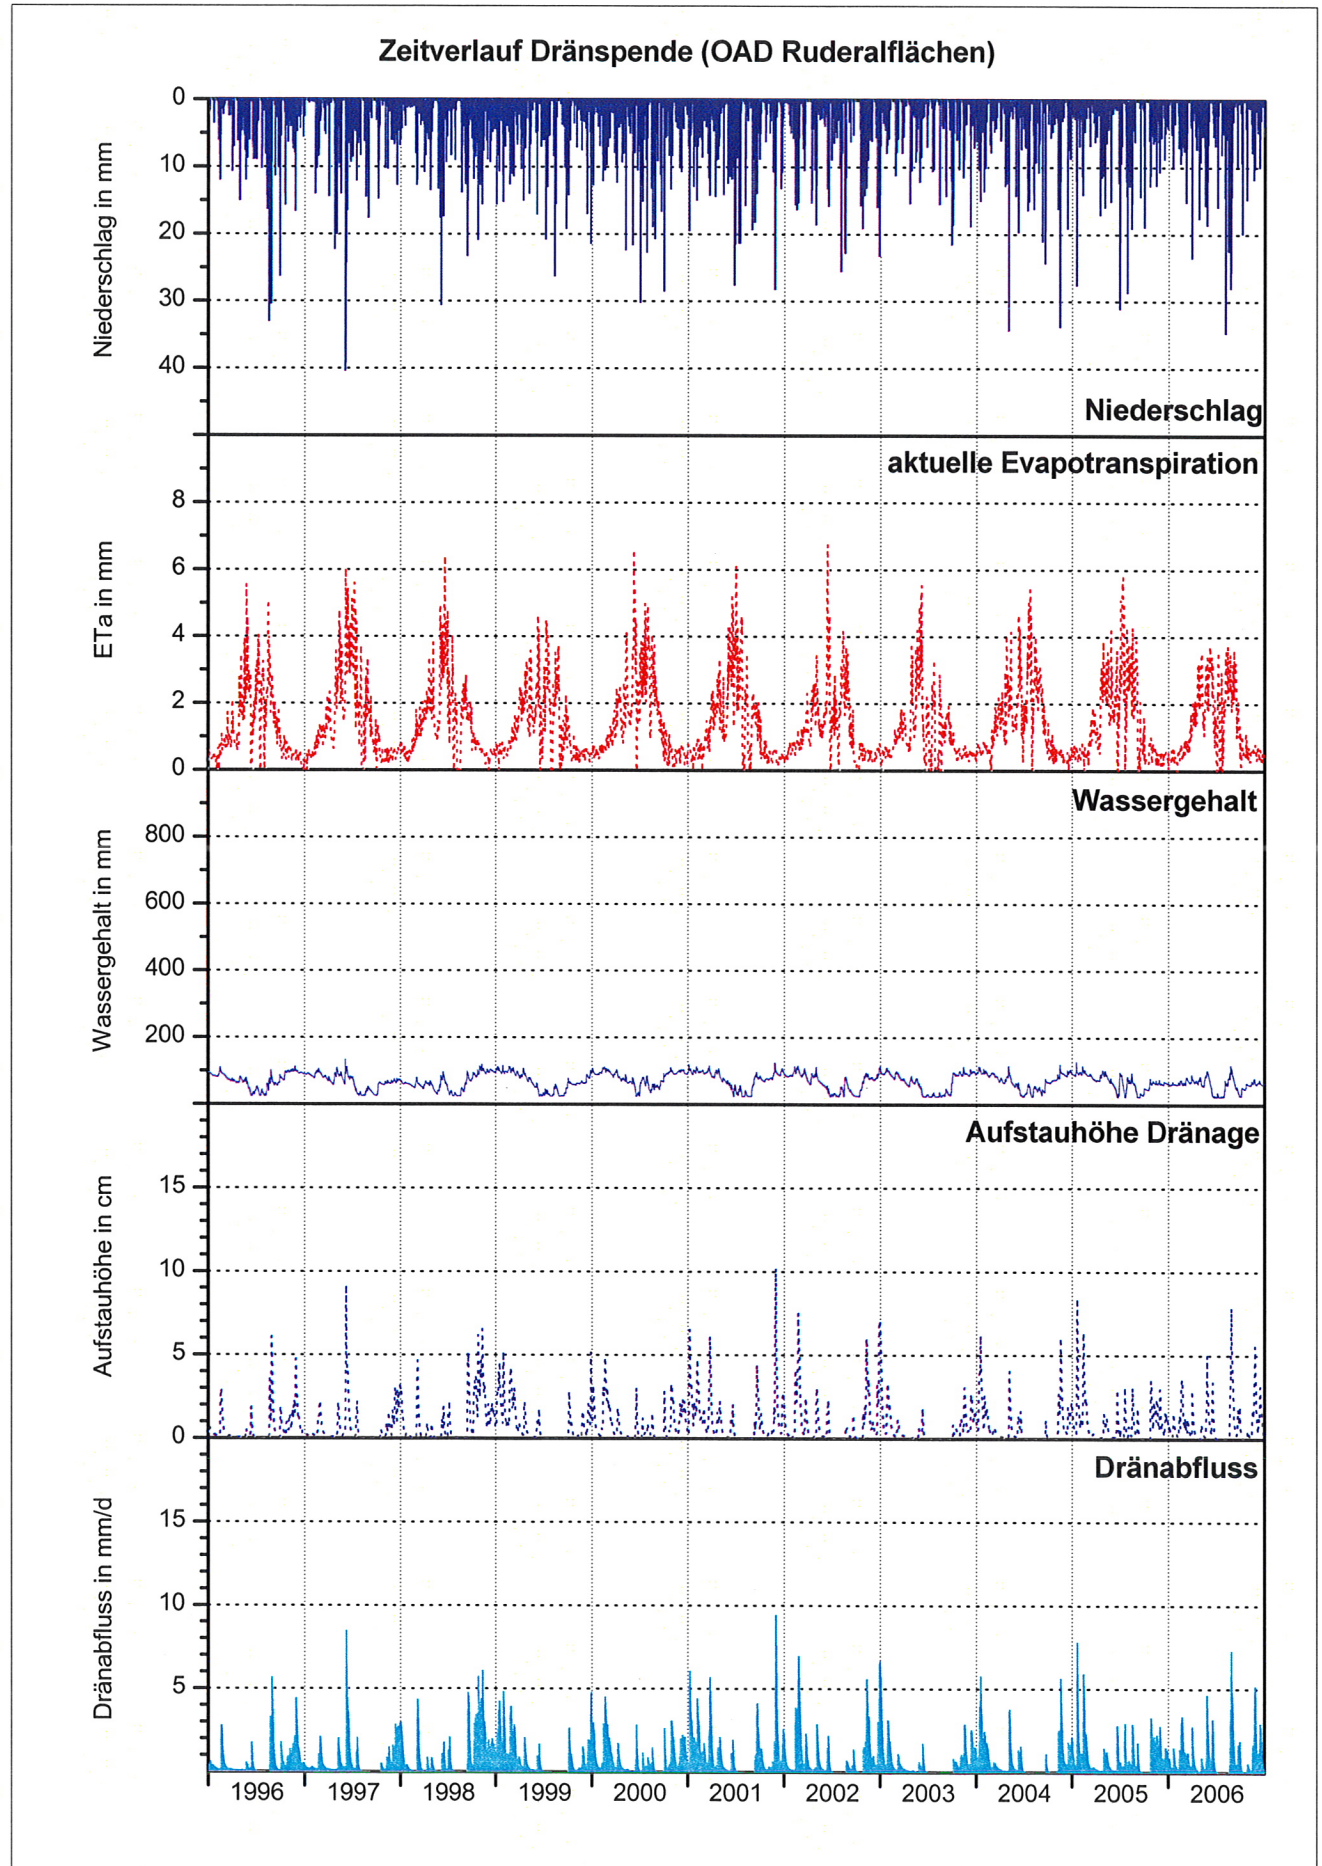 Zeitverlauf Dränspende (OAD Ruderalflächen)
Niederschlag in mm
0
10
20
30
40
Niederschlag
aktuelle Evapotranspiration
ETa in mm
8
6
4
2
0
Wassergehalt
Wassergehalt in mm
800
600
400
200
Aufstauhöhe Dränage
Aufstauhöhe in cm
15
10
5
0
Dränabfluss
Dränabfluss in mm/d
15
10
5
1996 1997 1998 1999 2000 2001 2002 2003 2004 2005 2006